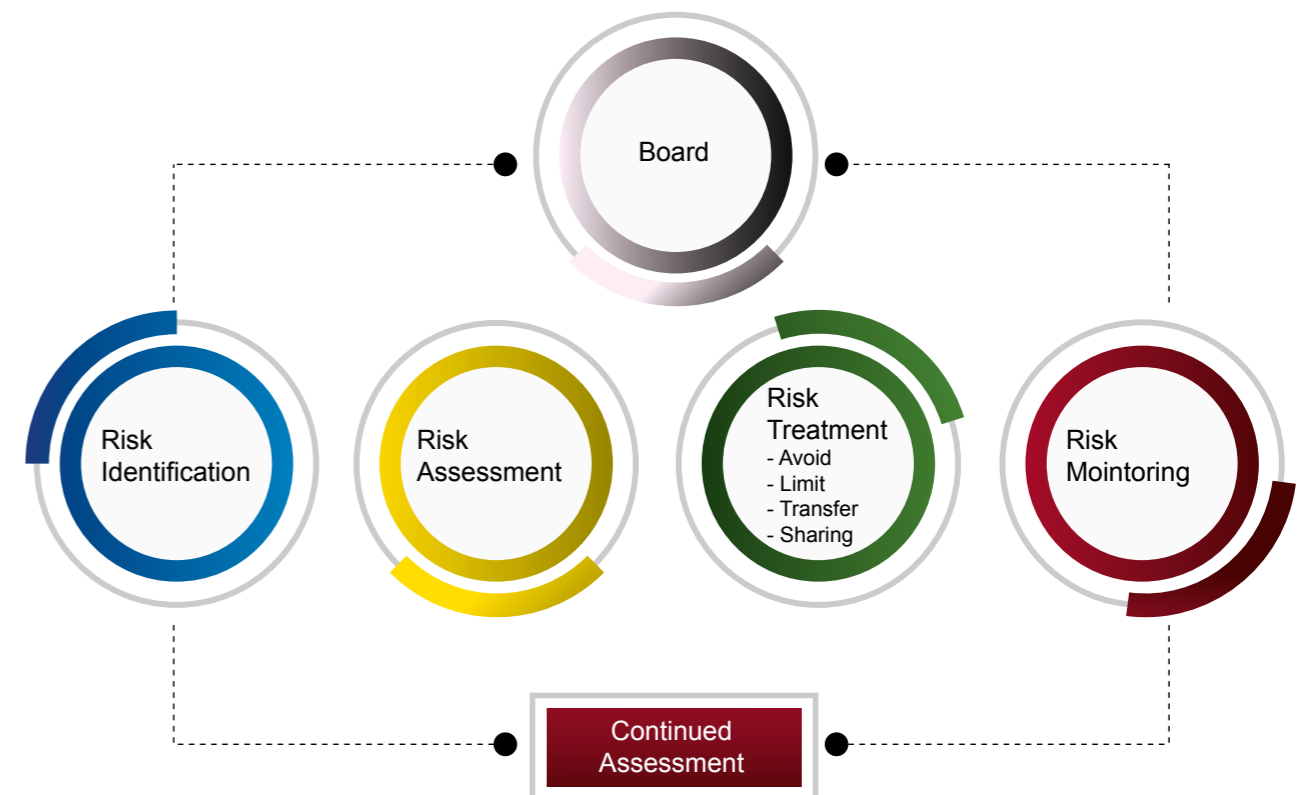 Board
Risk
Identification
Risk
Assessment
Risk
Treatment
- Avoid
- Limit
- Transfer
- Sharing
Risk
Mointoring
Continued
Assessment